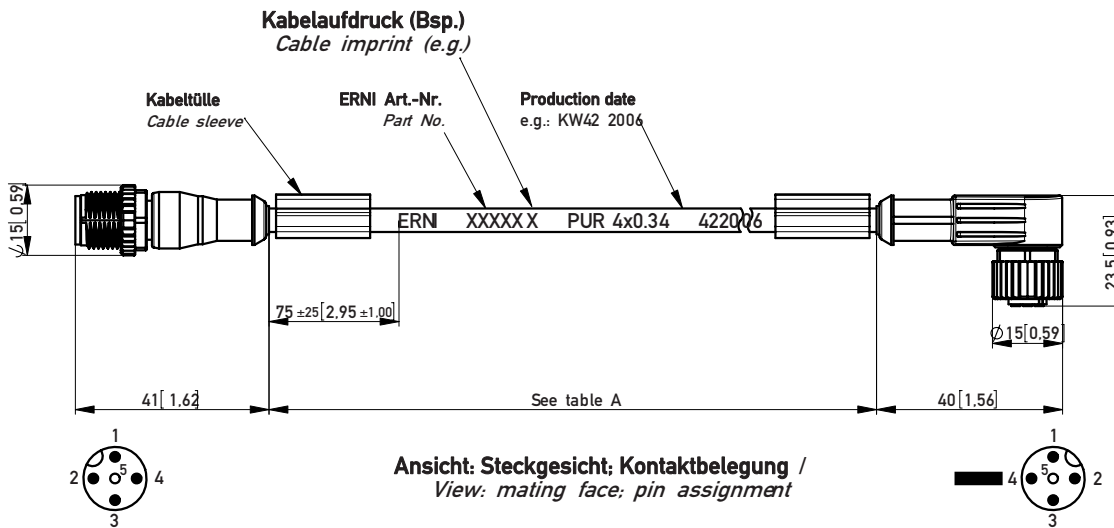 Kabelaufdruck (Bsp.)
Cable imprint (e.g.)
Kabeltülle
Cable sleeve
ERNI Art.-Nr.
Part No.
Production date
e.g.: KW42 2006
15[0,59]
ERNI XXXXX X PUR 4x0.34 422006
23,5[0,93]
75 ±25[2,95 ±1,00]
Ø15[0,59]
41[1,62]
See table A
40[1,56]
1
2 5 4
3
Ansicht: Steckgesicht; Kontaktbelegung /
View: mating face; pin assignment
1
4 5 2
3